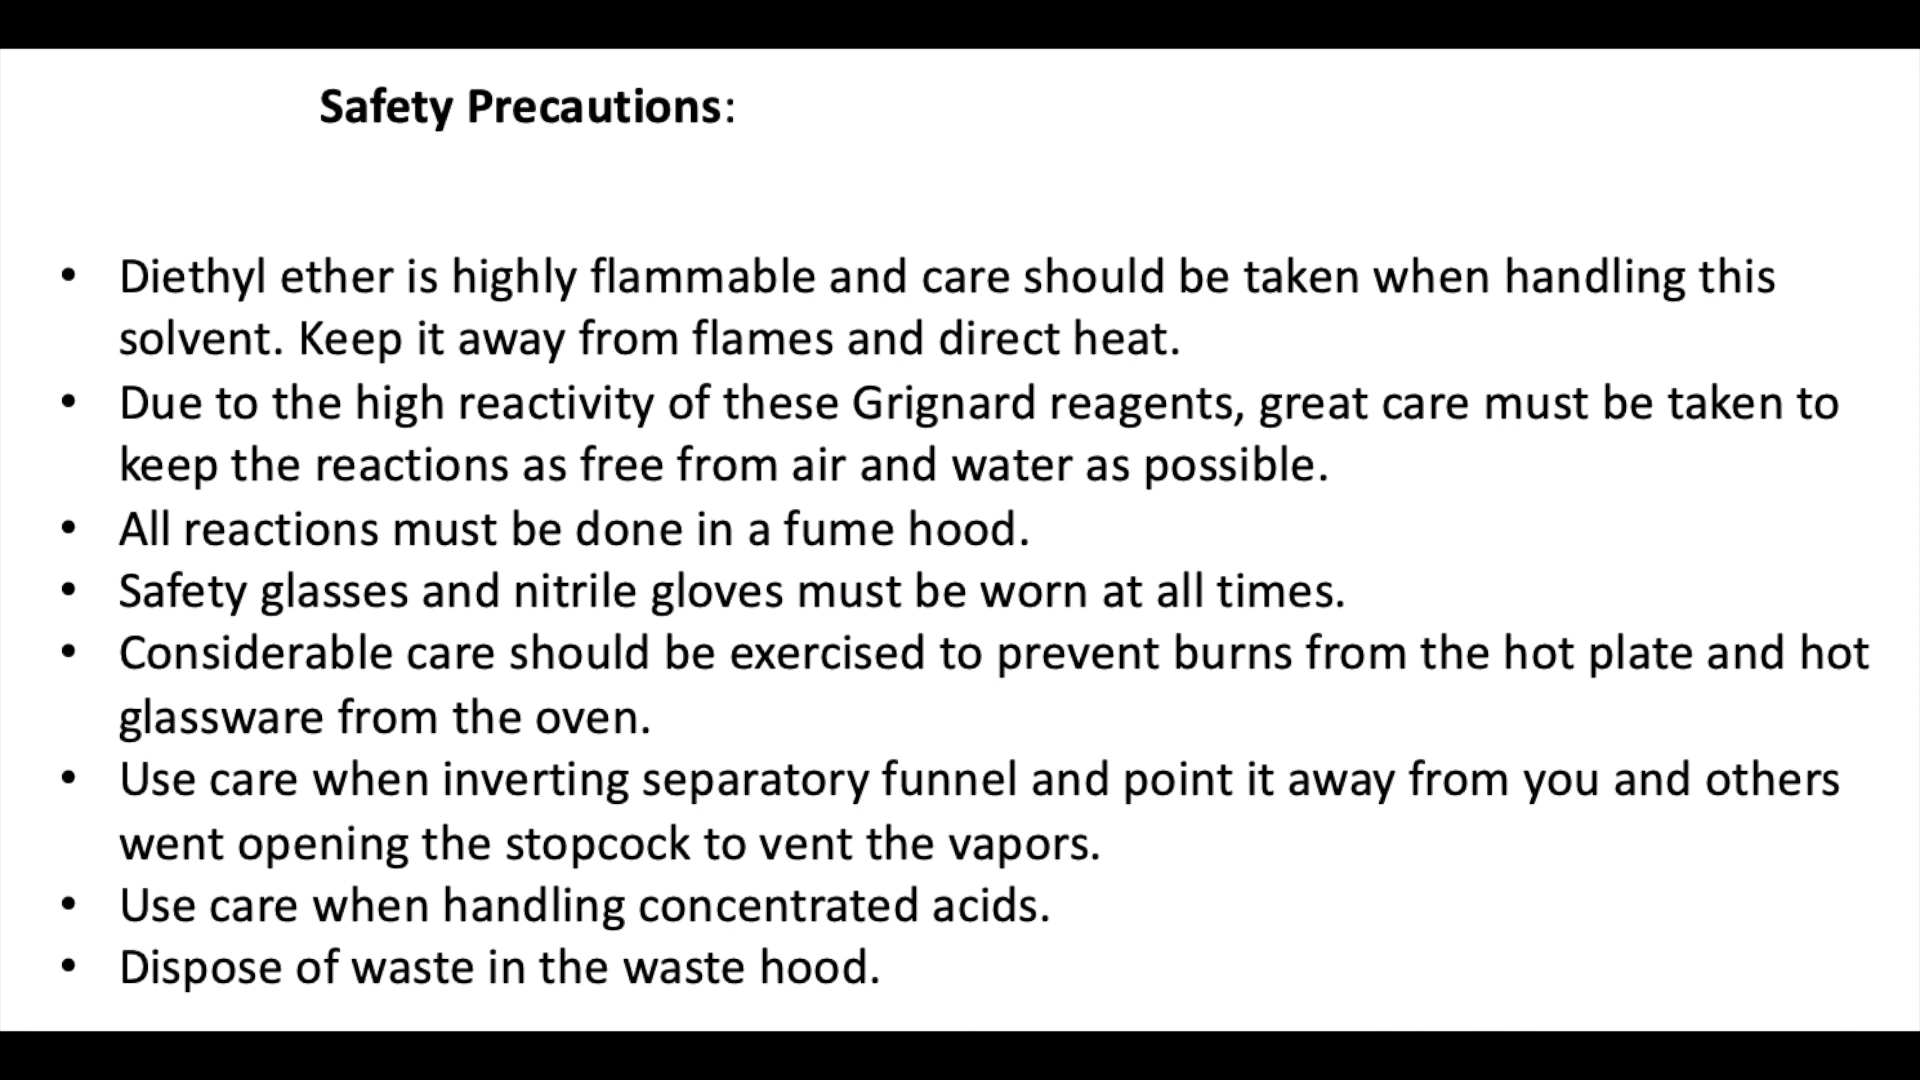 Safety Precautions:
• Diethyl ether is highly flammable and care should be taken when handling this
solvent. Keep it away from flames and direct heat.
• Due to the high reactivity of these Grignard reagents, great care must be taken to
keep the reactions as free from air and water as possible.
• All reactions must be done in a fume hood.
• Safety glasses and nitrile gloves must be worn at all times.
• Considerable care should be exercised to prevent burns from the hot plate and hot
glassware from the oven.
• Use care when inverting separatory funnel and point it away from you and others
went opening the stopcock to vent the vapors.
• Use care when handling concentrated acids.
• Dispose of waste in the waste hood.